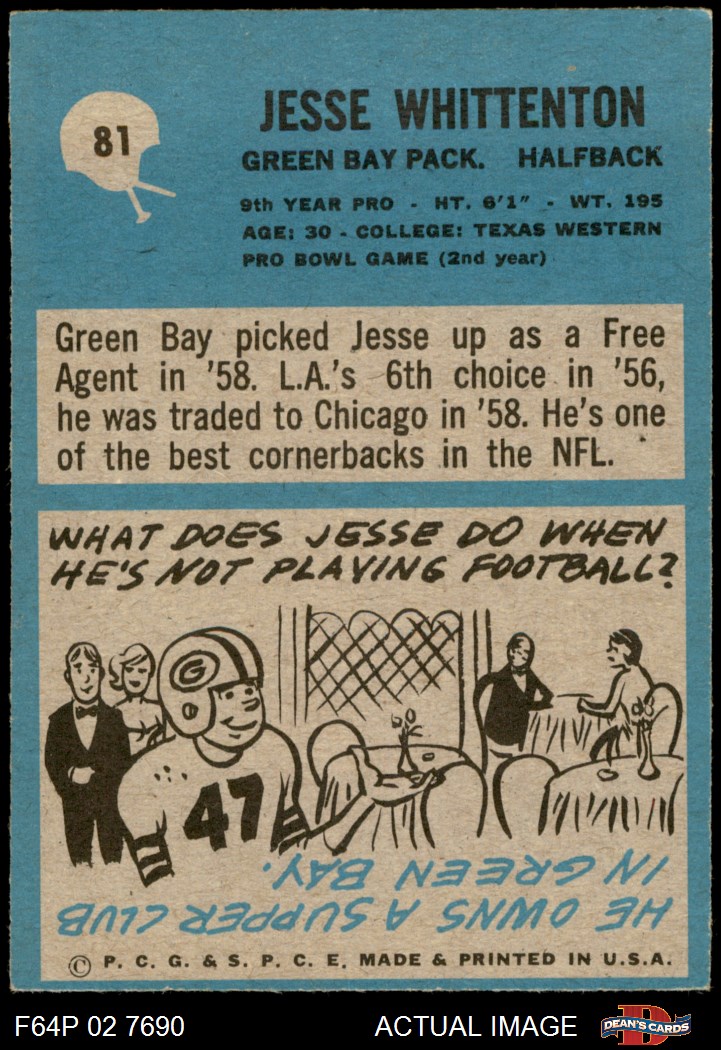 81
JESSE WHITTENTON
GREEN BAY PACK. HALFBACK
9th YEAR PRO - HT. 6'1" - WT. 195
AGE: 30 - COLLEGE: TEXAS WESTERN
PRO BOWL GAME (2nd year)
Green Bay picked Jesse up as a Free
Agent in '58. L.A.'s 6th choice in '56,
he was traded to Chicago in '58. He's one
of the best cornerbacks in the NFL.
WHAT DOES JESSE DO WHEN
HE'S NOT PLAYING FOOTBALL?
G
47
HE OWNS A SUPPER CLUB
IN GREEN BAY.
© P. C. G. & S. P. C. E. MADE & PRINTED IN U.S.A.
F64P 02 7690 ACTUAL IMAGE
D
DEAN'S CARDS